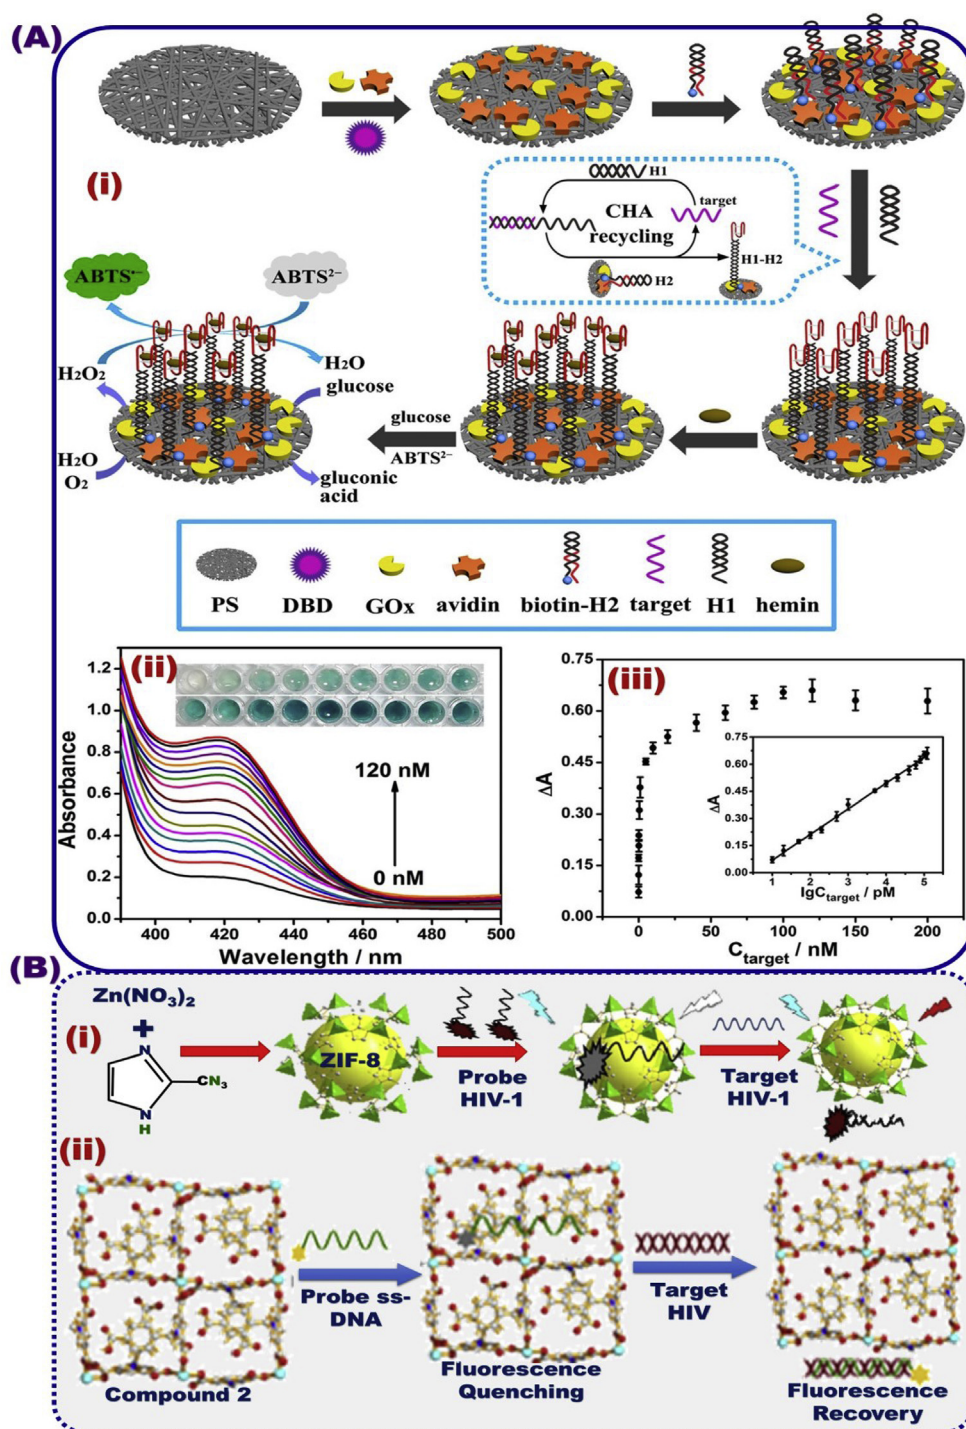 (A)
(i)
H1
target
CHA
recycling
H1-H2
H2
ABTS•−
ABTS2−
H2O2
H2O
glucose
H2O
O2
gluconic
acid
glucose
ABTS2−
PS
DBD
GOx
avidin
biotin-H2
target
H1
hemin
(ii)
1.2
1.0
0.8
0.6
0.4
0.2
0.0
Absorbance
120 nM
0 nM
400
420
440
460
480
500
Wavelength / nm
(iii)
0.75
0.60
0.45
0.30
0.15
0.00
ΔA
0.75
0.60
0.45
0.30
0.15
0.00
ΔA
1
2
3
4
5
lgCtarget / pM
0
50
100
150
200
Ctarget / nM
(B)
Zn(NO3)2
(i)
+
N
CN3
N
H
ZIF-8
Probe
HIV-1
Target
HIV-1
(ii)
Compound 2
Probe ss-
DNA
Fluorescence
Quenching
Target
HIV
Fluorescence
Recovery